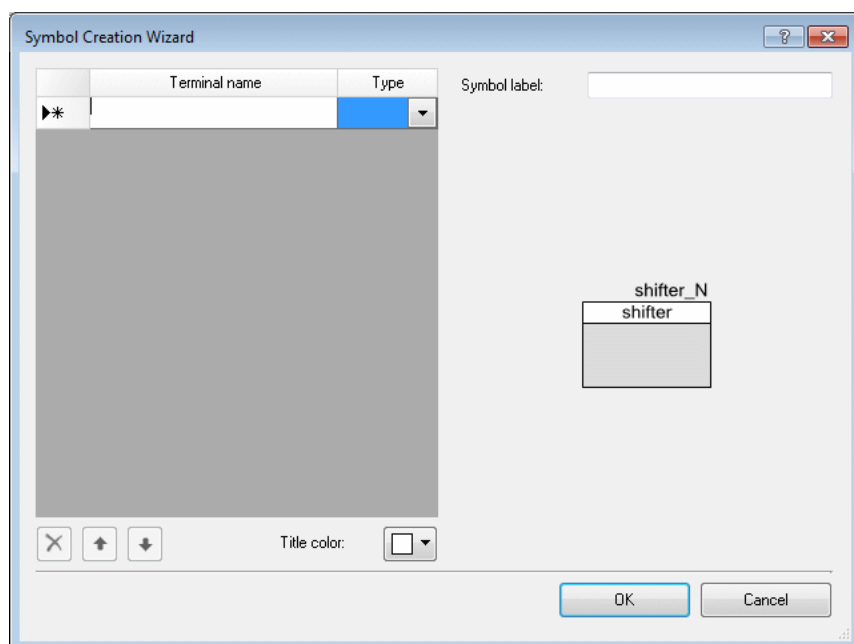 Symbol Creation Wizard
Terminal name Type
Symbol label:
shifter_N
shifter
Title color:
OK Cancel